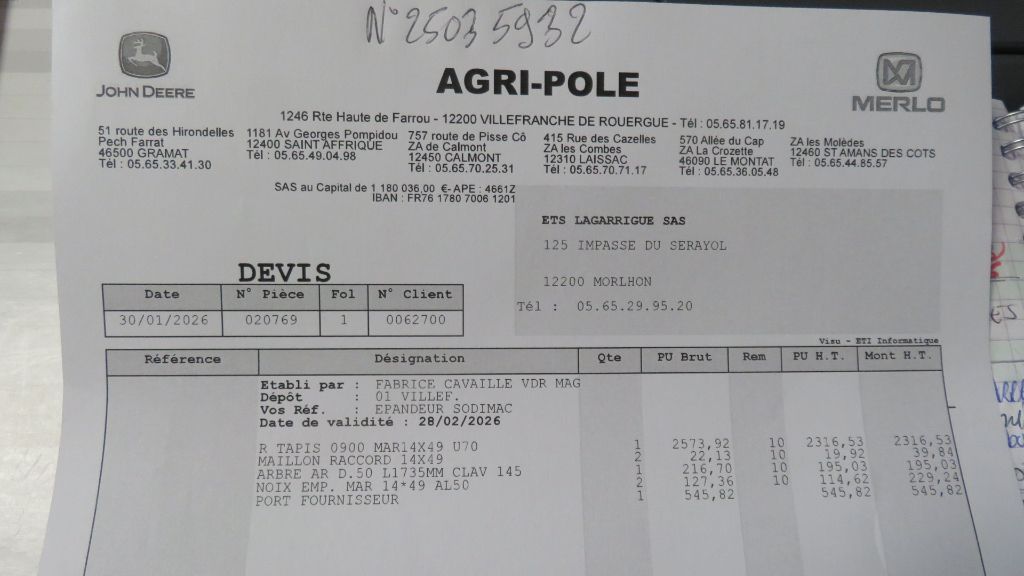 N° 25035932
JOHN DEERE
AGRI-POLE
MERLO
1246 Rte Haute de Farrou - 12200 VILLEFRANCHE DE ROUERGUE - Tél : 05.65.81.17.19
51 route des Hirondelles
Pech Farrat
46500 GRAMAT
Tél : 05.65.33.41.30
1181 Av Georges Pompidou
12400 SAINT AFFRIQUE
Tél : 05.65.49.04.98
757 route de Pisse Cô
ZA de Calmont
12450 CALMONT
Tél : 05.65.70.25.31
415 Rue des Cazelles
ZA les Combes
12310 LAISSAC
Tél : 05.65.70.71.17
570 Allée du Cap
ZA La Crozette
46090 LE MONTAT
Tél : 05.65.36.05.48
ZA les Molèdes
12460 ST AMANS DES COTS
Tél : 05.65.44.85.57
SAS au Capital de 1 180 036,00 €- APE : 4661Z
IBAN : FR76 1780 7006 1201
ETS LAGARRIGUE SAS
125 IMPASSE DU SERAYOL
12200 MORLHON
Tél : 05.65.29.95.20
DEVIS
Date N° Pièce Fol N° Client
30/01/2026 020769 1 0062700
Visu - ETI Informatique
Référence Désignation Qte PU Brut Rem PU H.T. Mont H.T.
Etabli par : FABRICE CAVAILLE VDR MAG
Dépôt : 01 VILLEF.
Vos Réf. : EPANDEUR SODIMAC
Date de validité : 28/02/2026
R TAPIS 0900 MAR14X49 U70 1 2573,92 10 2316,53 2316,53
MAILLON RACCORD 14X49 2 22,13 10 19,92 39,84
ARBRE AR D.50 L1735MM CLAV 145 1 216,70 10 195,03 195,03
NOIX EMP. MAR 14*49 AL50 2 127,36 10 114,62 229,24
PORT FOURNISSEUR 1 545,82 545,82 545,82